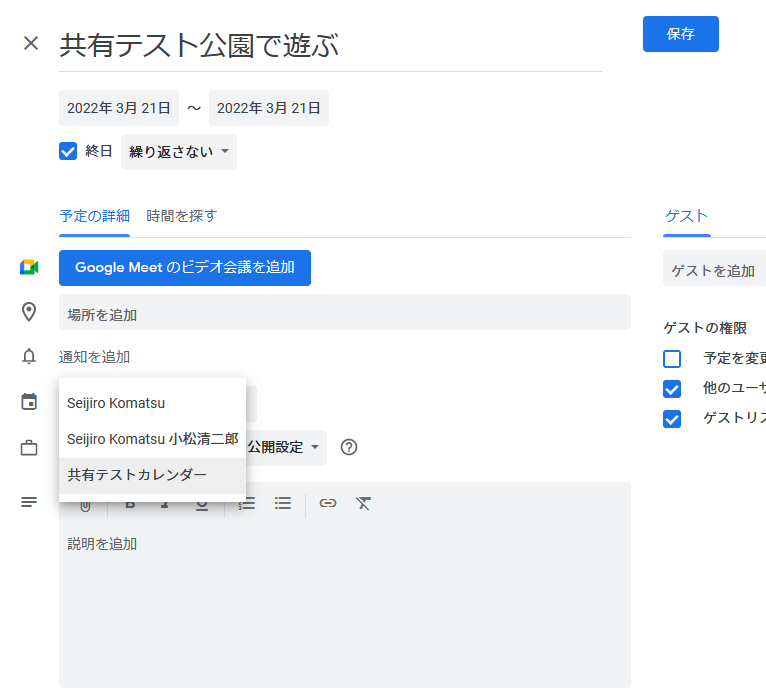 共有テスト公園で遊ぶ
保存
2022年 3月 21日 ～ 2022年 3月 21日
終日 繰り返さない
予定の詳細 時間を探す
ゲスト
Google Meet のビデオ会議を追加
ゲストを追加
場所を追加
ゲストの権限
通知を追加
予定を変更
他のユーザ
ゲストリス
Seijiro Komatsu
Seijiro Komatsu 小松清二郎
公開設定
共有テストカレンダー
B I U
説明を追加